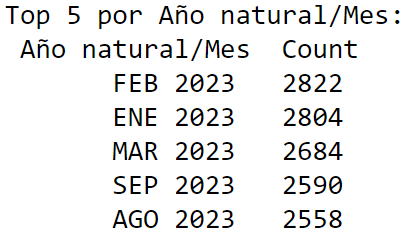 Top 5 por Año natural/Mes:
Año natural/Mes Count
FEB 2023 2822
ENE 2023 2804
MAR 2023 2684
SEP 2023 2590
AGO 2023 2558